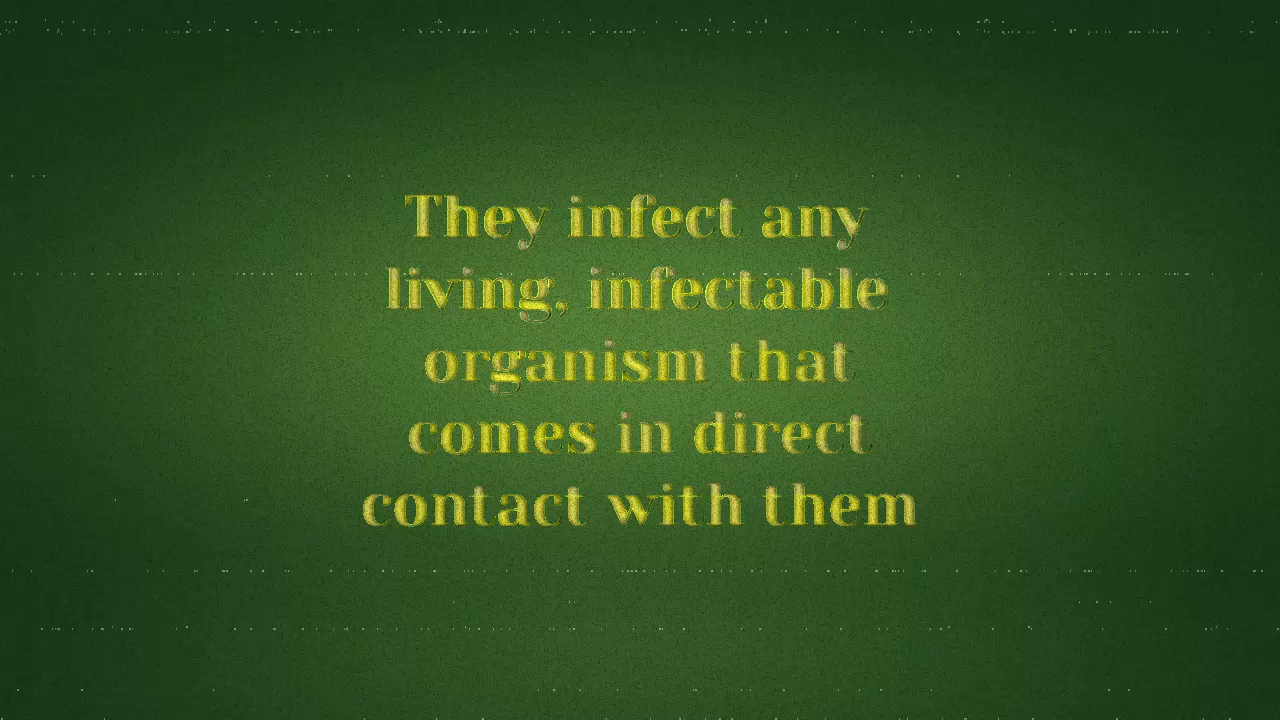 They infect any
living, infectable
organism that
comes in direct
contact with them